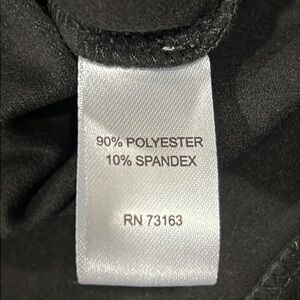 90% POLYESTER
10% SPANDEX
RN 73163